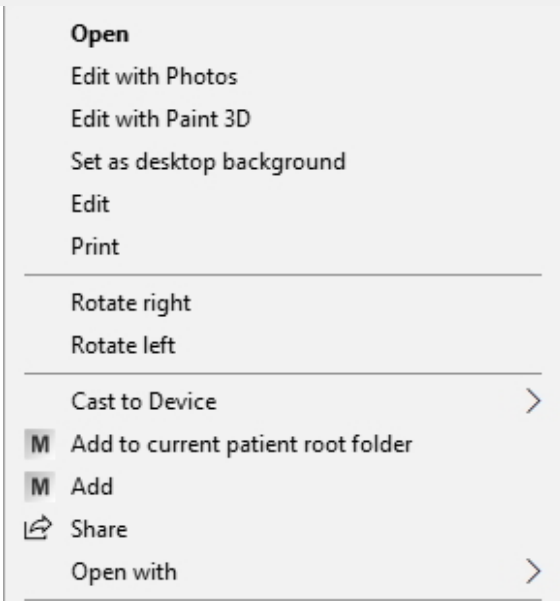 Open
Edit with Photos
Edit with Paint 3D
Set as desktop background
Edit
Print
Rotate right
Rotate left
Cast to Device
M Add to current patient root folder
M Add
Share
Open with